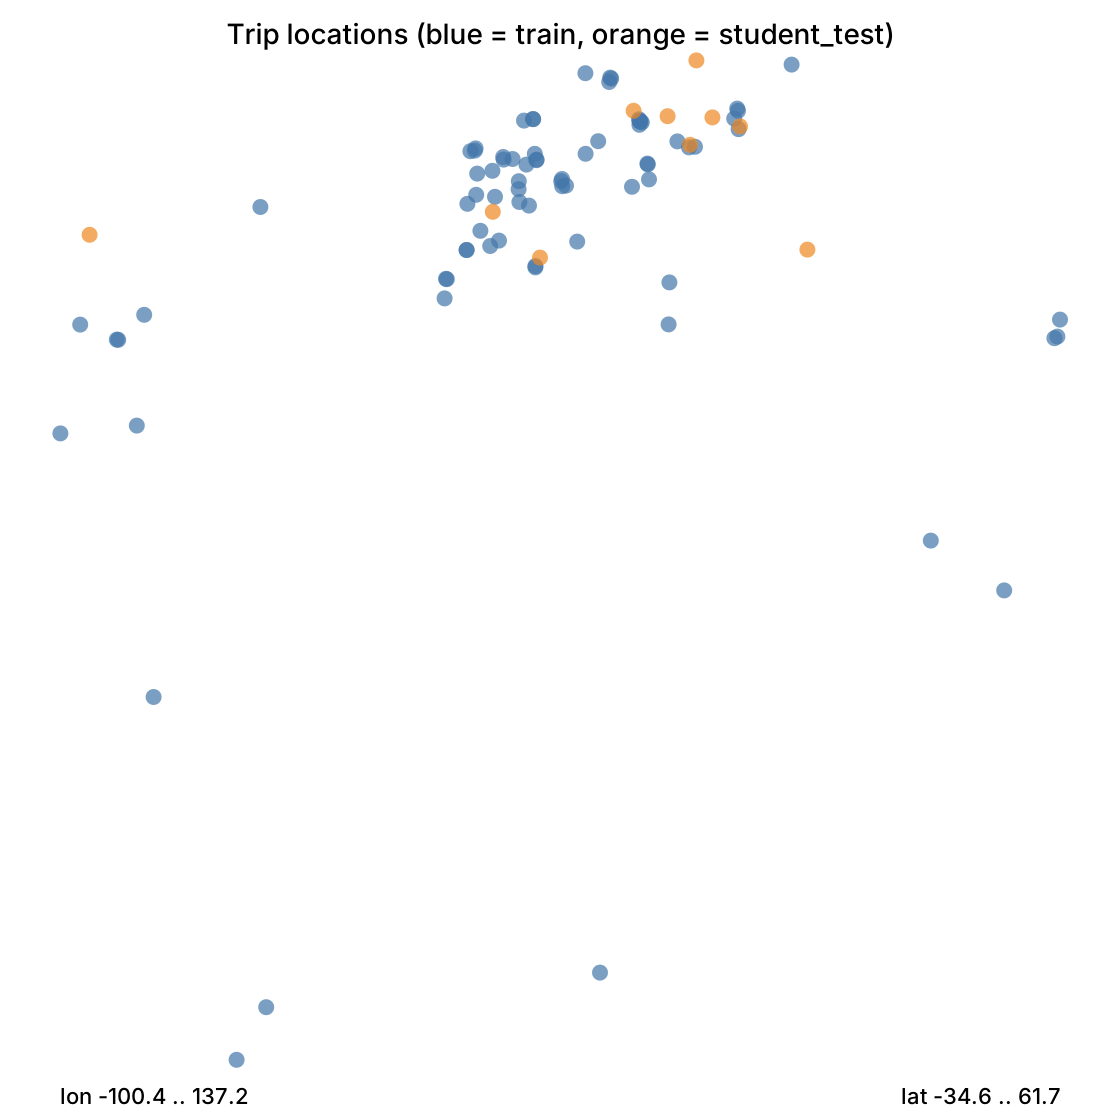 Trip locations (blue = train, orange = student_test)
lon -100.4 .. 137.2
lat -34.6 .. 61.7